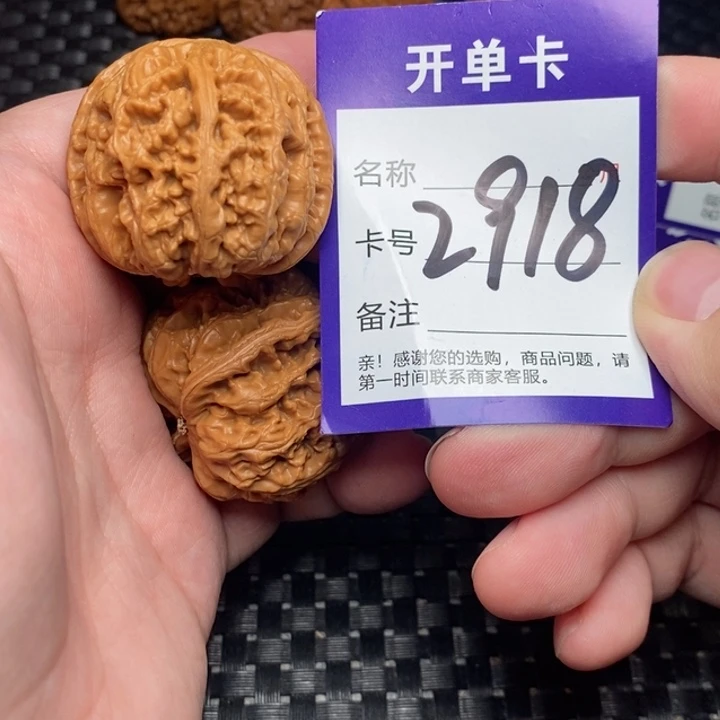 开单卡
名称
卡号 2918
备注
亲！感谢您的选购，商品问题，请
第一时间联系商家客服。